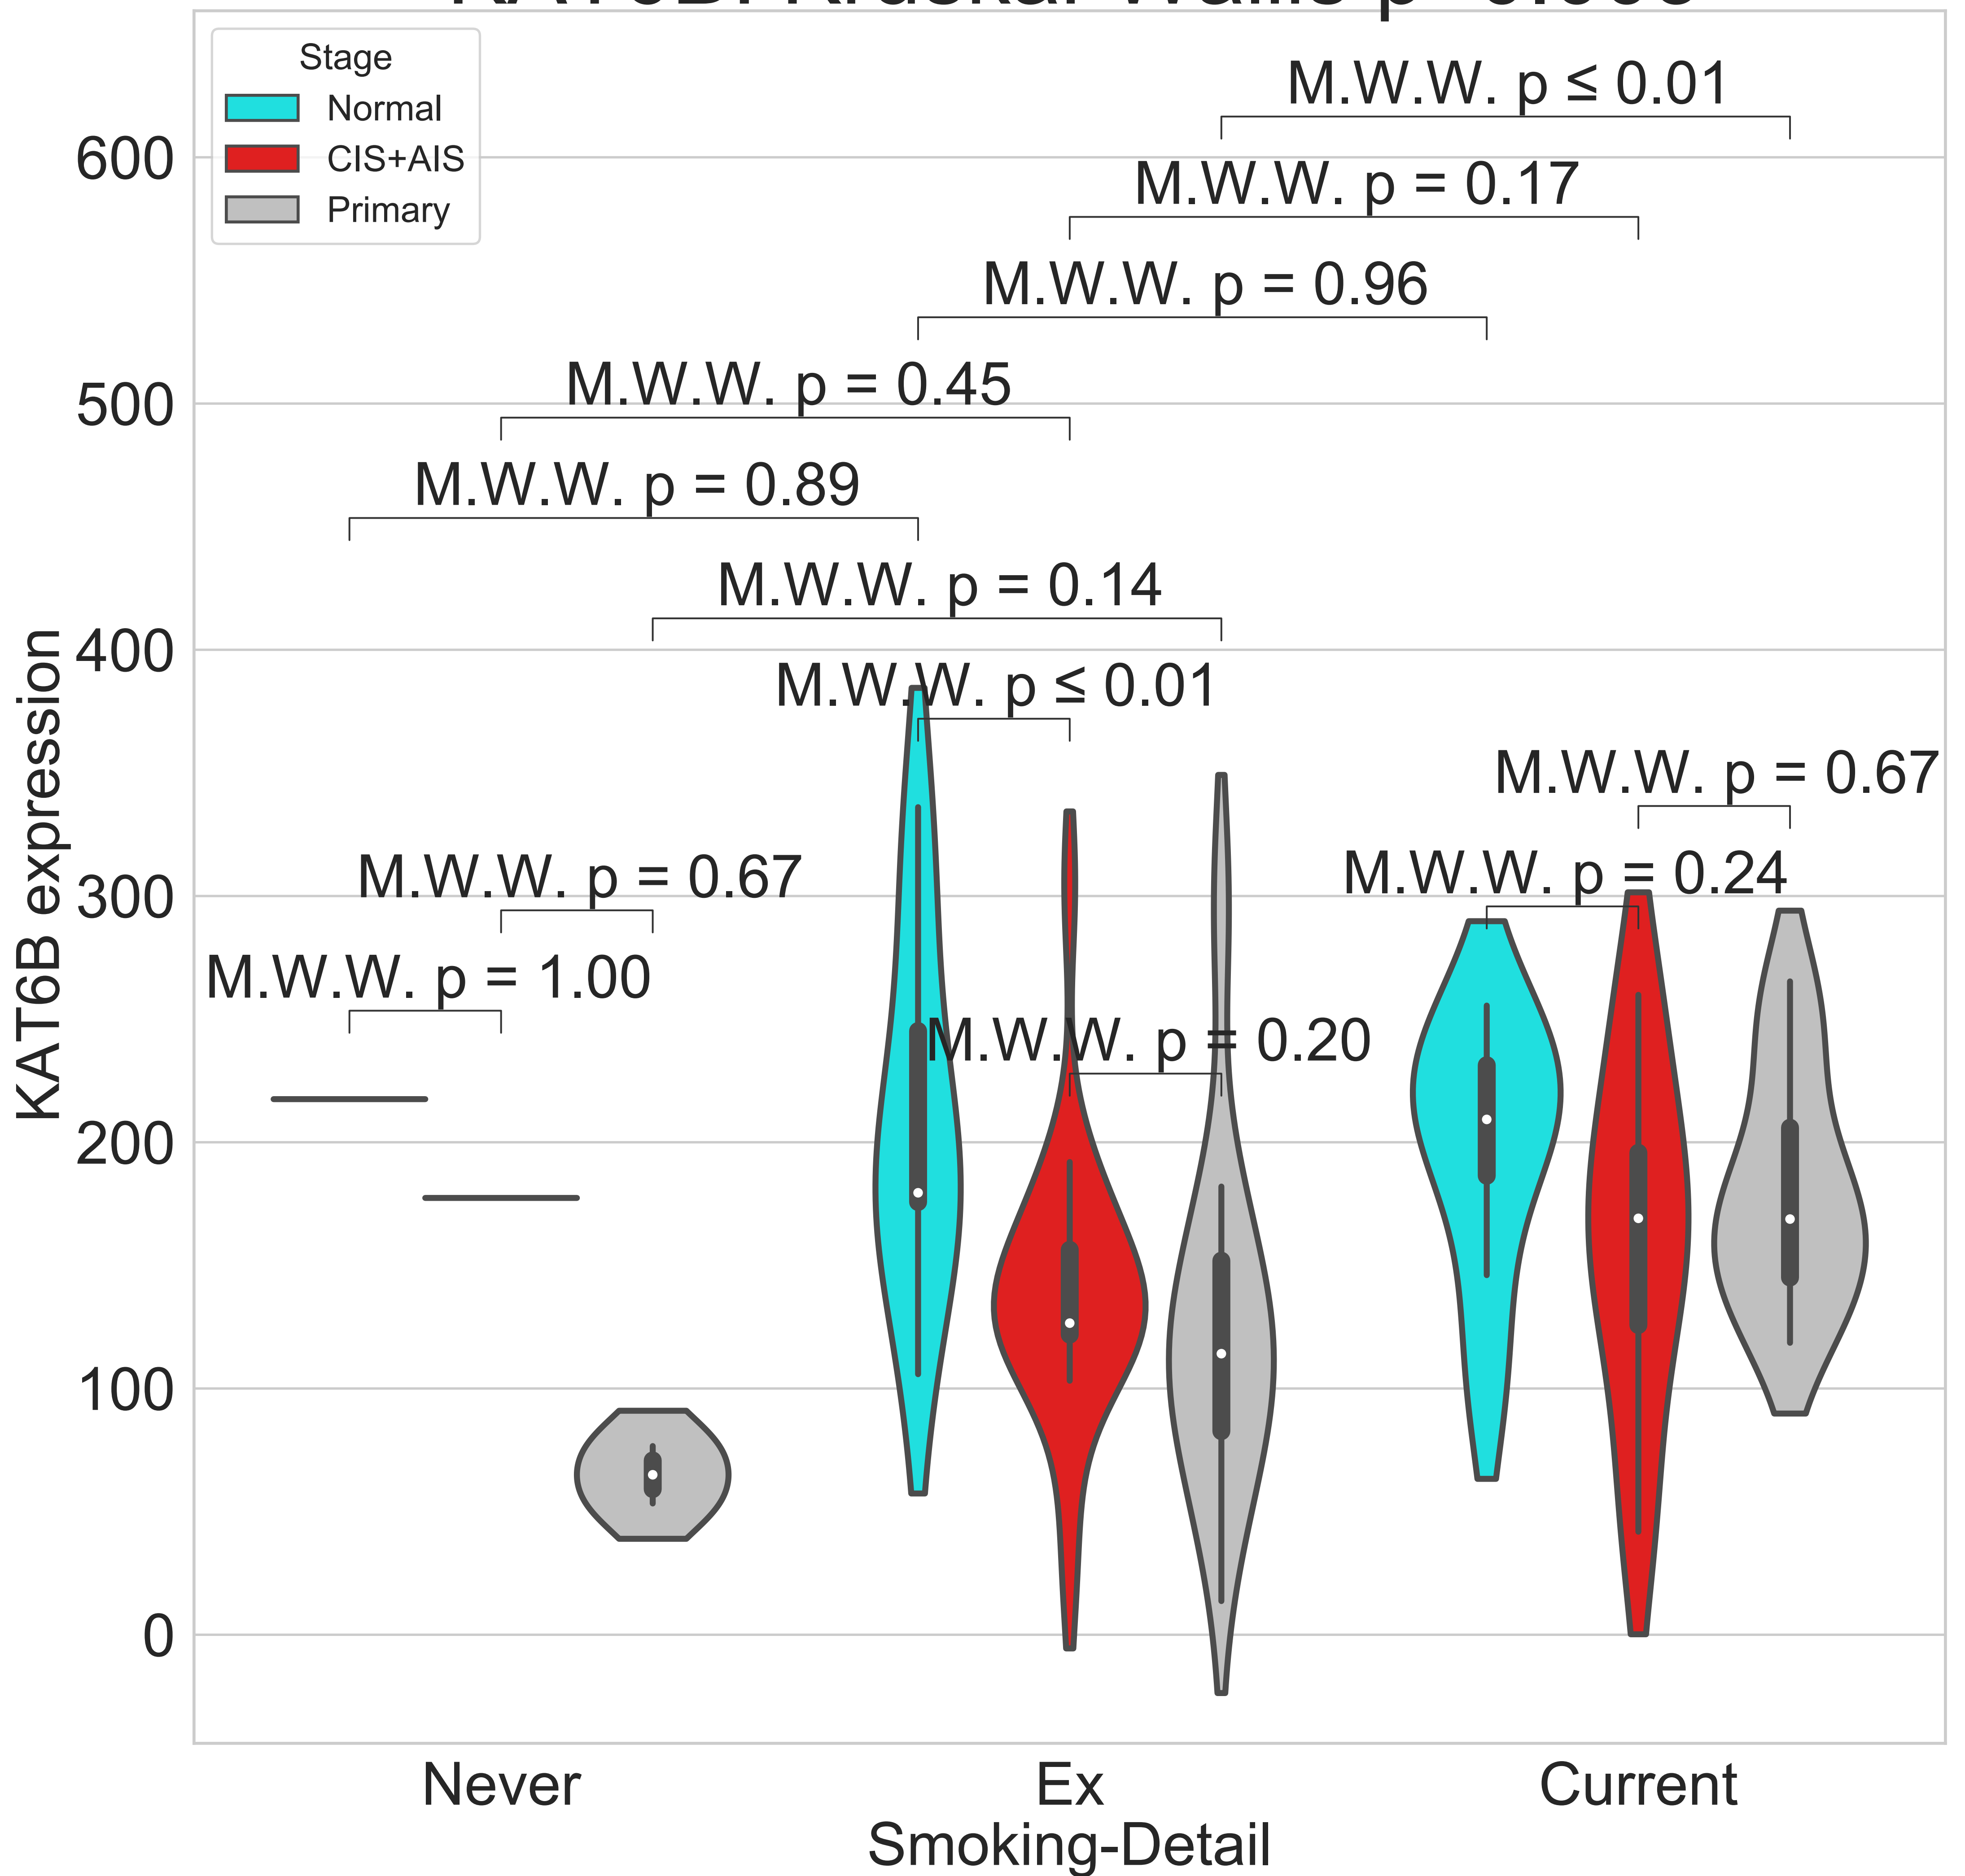 Stage
Normal
CIS+AIS
Primary
M.W.W. p ≤ 0.01
M.W.W. p = 0.17
M.W.W. p = 0.96
M.W.W. p = 0.45
M.W.W. p = 0.89
M.W.W. p = 0.14
M.W.W. p ≤ 0.01
M.W.W. p = 0.67
M.W.W. p = 0.67
M.W.W. p = 0.24
M.W.W. p = 1.00
M.W.W. p = 0.20
KAT6B expression
600
500
400
300
200
100
0
Never
Ex
Current
Smoking-Detail